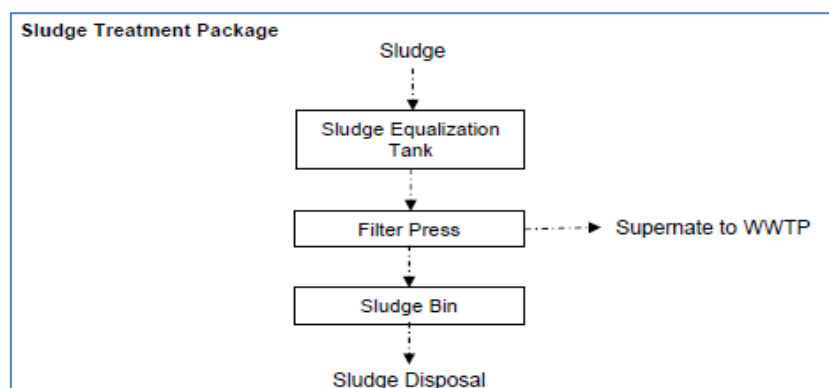 Sludge Treatment Package
Sludge
Sludge Equalization
Tank
Filter Press
Supernate to WWTP
Sludge Bin
Sludge Disposal